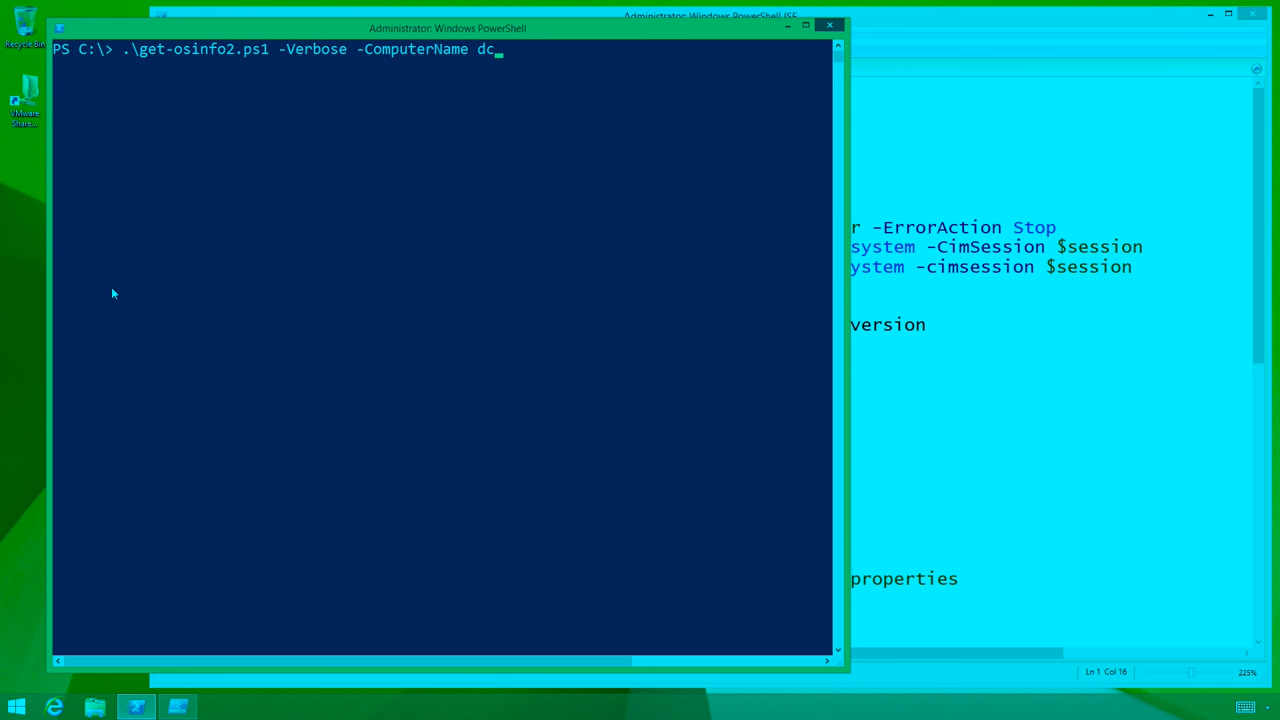 Recycle Bin
VMware
Share...
Administrator: Windows PowerShell
PS C:\> .\get-osinfo2.ps1 -Verbose -ComputerName dc_
Administrator: Windows PowerShell ISE
r -ErrorAction Stop
system -CimSession $session
ystem -cimsession $session
version
properties
Ln 1 Col 16
225%